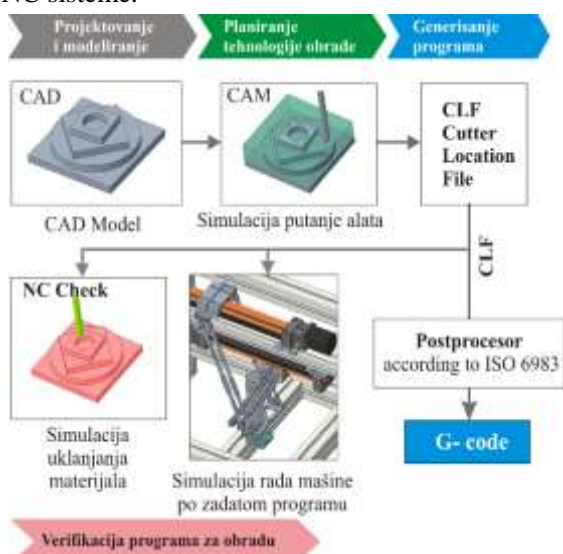 NC sisteme.
Projektovanje
i modeliranje
Planiranje
tehnologije obrade
Generisanje
programa
CAD
CAD Model
CAM
Simulacija putanje alata
CLF
Cutter
Location
File
CLF
NC Check
Simulacija
uklanjanja
materijala
Simulacija rada mašine
po zadatom programu
Postprocesor
according to ISO 6983
G- code
Verifikacija programa za obradu